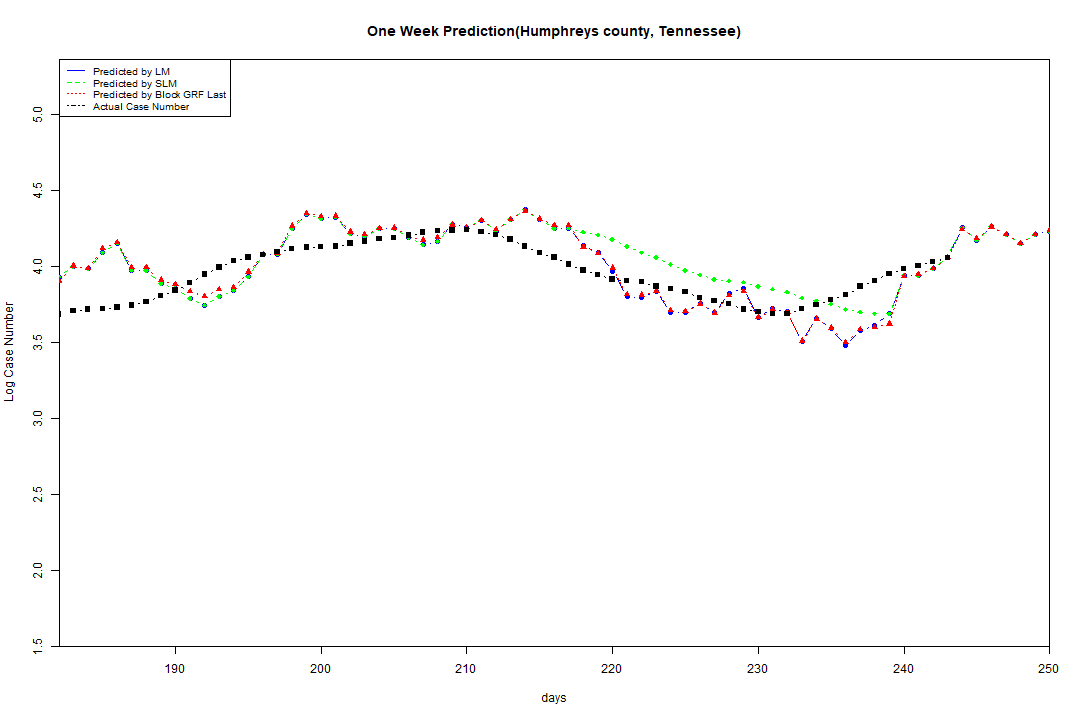 One Week Prediction(Humphreys county, Tennessee)
Predicted by LM
Predicted by SLM
Predicted by Block GRF Last
Actual Case Number
5.0
4.5
4.0
3.5
3.0
2.5
2.0
1.5
Log Case Number
190 200 210 220 230 240 250
days